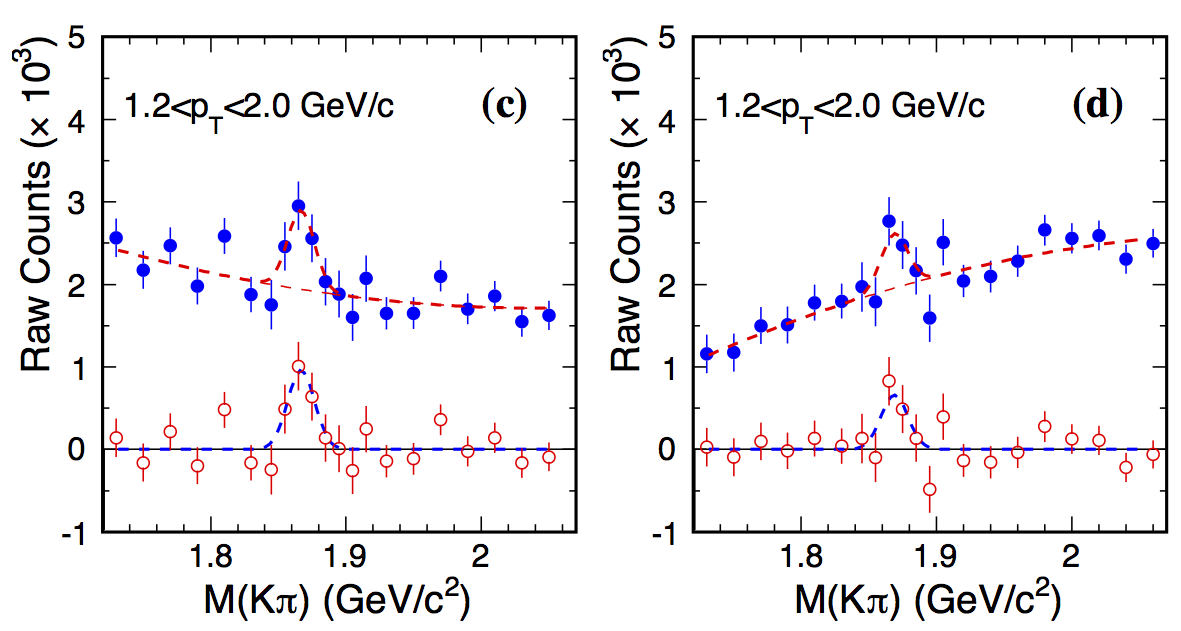 Raw Counts (× 10³)
5
4
3
2
1
0
-1
1.2<pT<2.0 GeV/c
(c)
1.8
1.9
2
M(Kπ) (GeV/c²)
Raw Counts (× 10³)
5
4
3
2
1
0
-1
1.2<pT<2.0 GeV/c
(d)
1.8
1.9
2
M(Kπ) (GeV/c²)